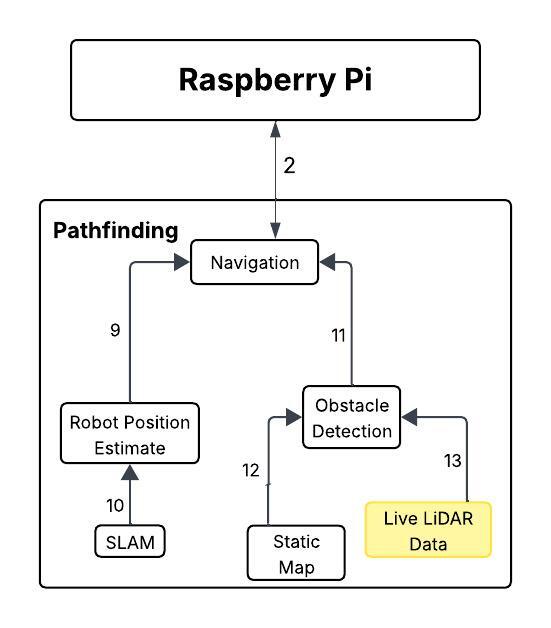 Raspberry Pi
2
Pathfinding
Navigation
9
11
Robot Position
Estimate
Obstacle
Detection
10
12
13
SLAM
Static
Map
Live LiDAR
Data